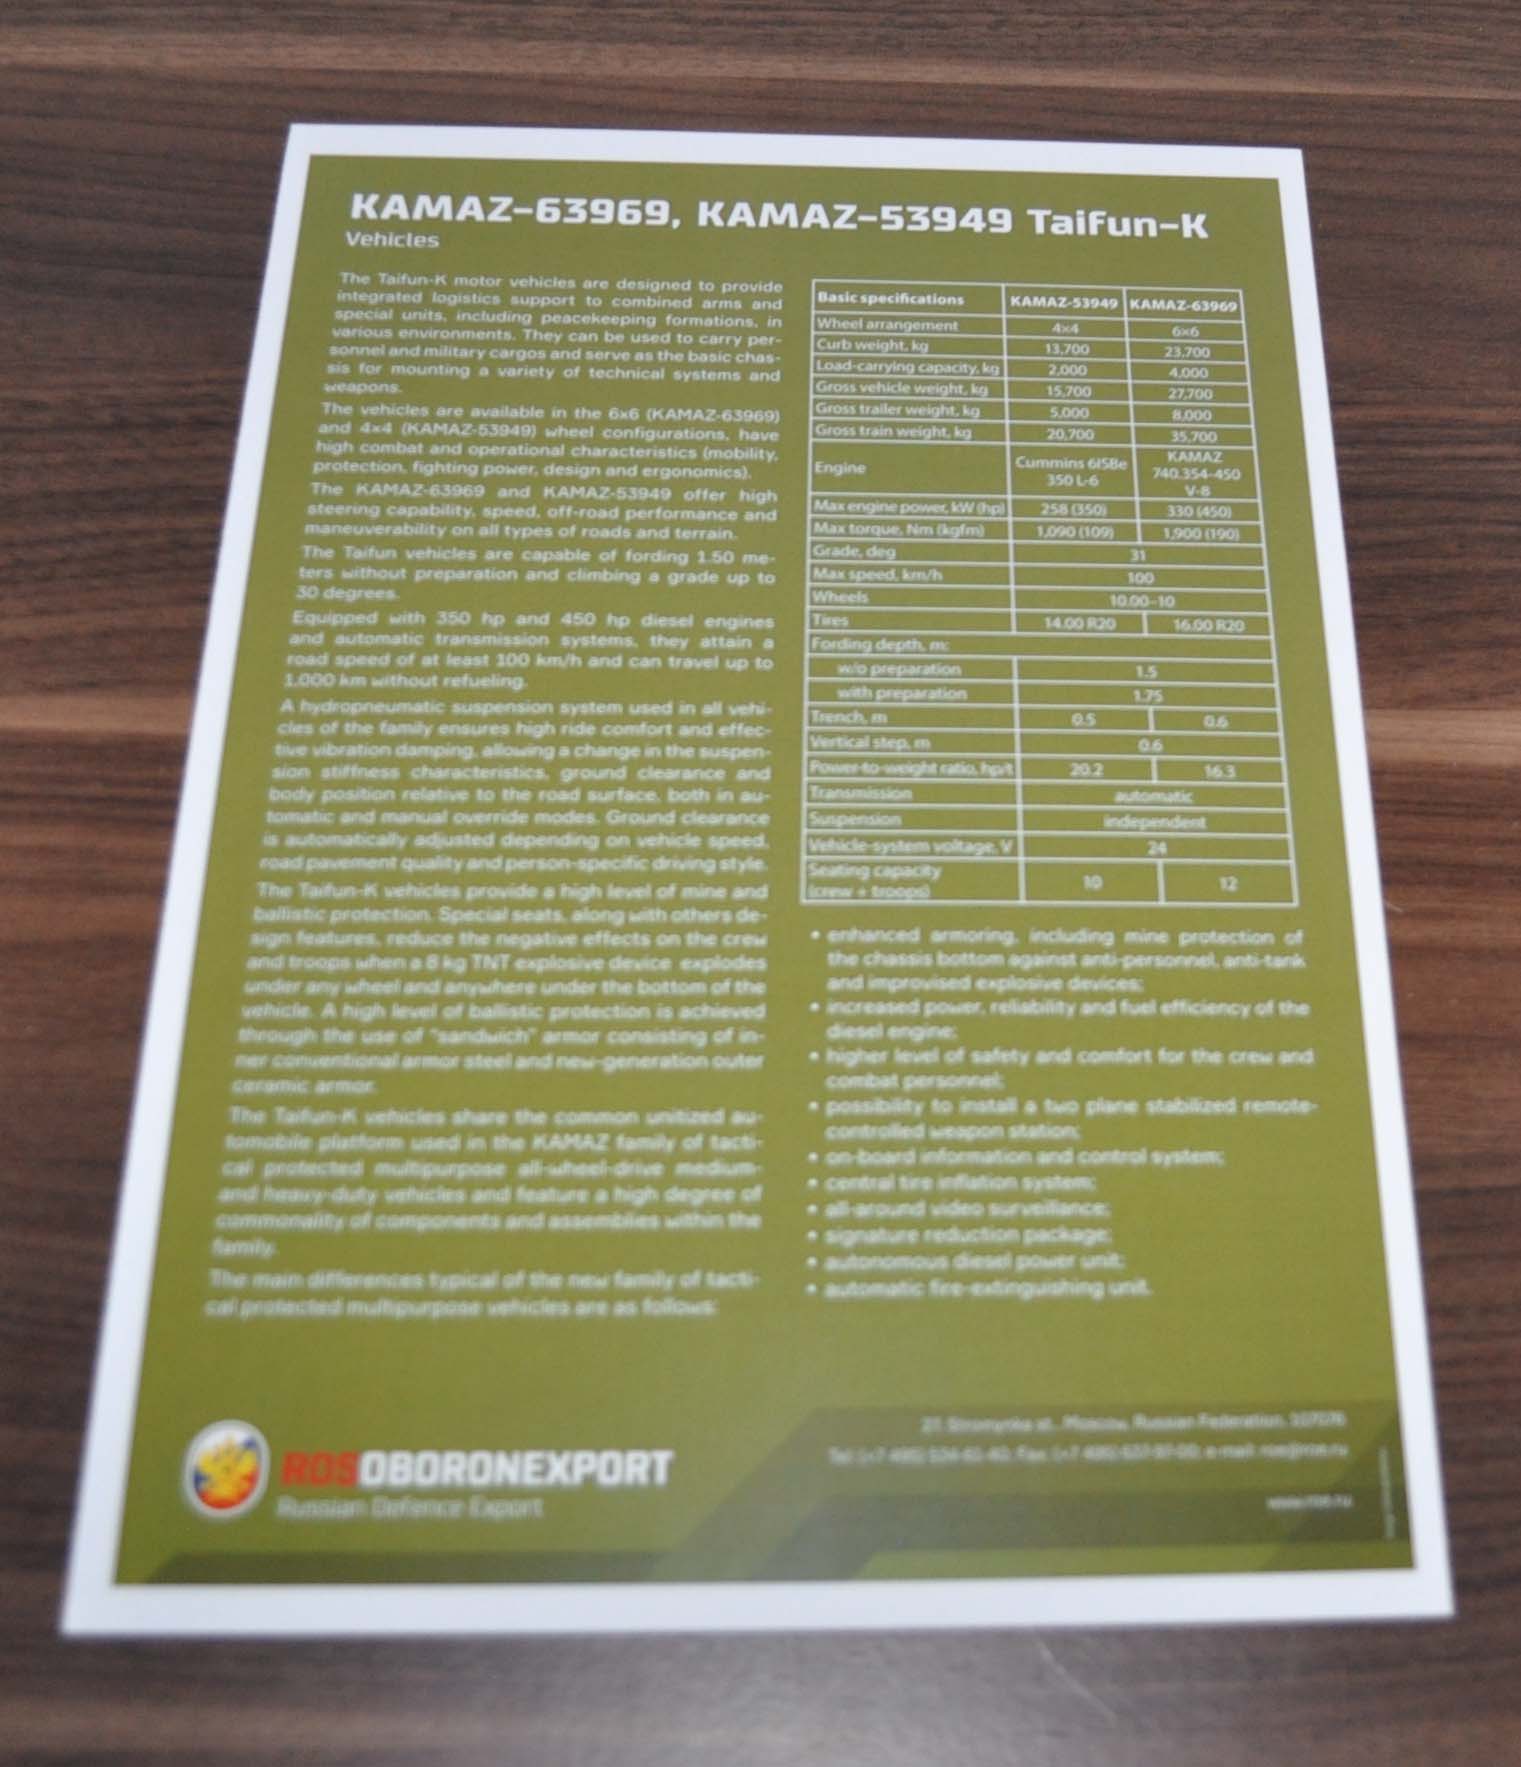 KAMAZ-63969, KAMAZ-53949 Taifun-K
Vehicles
The Taifun-K motor vehicles are designed to provide
integrated logistics support to combined arms and
special units, including peacekeeping formations, in
various environments. They can be used to carry per-
sonnel and military cargos and serve as the basic chas-
sis for mounting a variety of technical systems and
weapons.
The vehicles are available in the 6x6 (KAMAZ-63969)
and 4×4 (KAMAZ-53949) wheel configurations, have
high combat and operational characteristics (mobility,
protection, fighting power, design and ergonomics).
The KAMAZ-63969 and KAMAZ-53949 offer high
steering capability, speed, off-road performance and
maneuverability on all types of roads and terrain.
The Taifun vehicles are capable of fording 1.50 me-
ters without preparation and climbing a grade up to
30 degrees.
Equipped with 350 hp and 450 hp diesel engines
and automatic transmission systems, they attain a
road speed of at least 100 km/h and can travel up to
1,000 km without refueling.
A hydropneumatic suspension system used in all vehi-
cles of the family ensures high ride comfort and effec-
tive vibration damping, allowing a change in the suspen-
sion stiffness characteristics, ground clearance and
body position relative to the road surface, both in au-
tomatic and manual override modes. Ground clearance
is automatically adjusted depending on vehicle speed,
road pavement quality and person-specific driving style.
The Taifun-K vehicles provide a high level of mine and
ballistic protection. Special seats, along with others de-
sign features, reduce the negative effects on the crew
and troops when a 8 kg TNT explosive device explodes
under any wheel and anywhere under the bottom of the
vehicle. A high level of ballistic protection is achieved
through the use of "sandwich" armor consisting of in-
ner conventional armor steel and new-generation outer
ceramic armor.
The Taifun-K vehicles share the common unitized au-
tomobile platform used in the KAMAZ family of tacti-
cal protected multipurpose all-wheel-drive medium-
and heavy-duty vehicles and feature a high degree of
commonality of components and assemblies within the
family.
The main differences typical of the new family of tacti-
cal protected multipurpose vehicles are as follows:
Basic specifications KAMAZ-53949 KAMAZ-63969
Wheel arrangement 4×4 6×6
Curb weight, kg 13,700 23,700
Load-carrying capacity, kg 2,000 4,000
Gross vehicle weight, kg 15,700 27,700
Gross trailer weight, kg 5,000 8,000
Gross train weight, kg 20,700 35,700
Engine Cummins 6ISBe 350 L-6 KAMAZ 740.354-450 V-8
Max engine power, kW (hp) 258 (350) 330 (450)
Max torque, Nm (kgfm) 1,090 (109) 1,900 (190)
Grade, deg 31
Max speed, km/h 100
Wheels 10.00-10
Tires 14.00 R20 16.00 R20
Fording depth, m:
w/o preparation 1.5
with preparation 1.75
Trench, m 0.5 0.6
Vertical step, m 0.6
Power-to-weight ratio, hp/t 20.2 16.3
Transmission automatic
Suspension independent
Vehicle-system voltage, V 24
Seating capacity
(crew + troops) 10 12
• enhanced armoring, including mine protection of
the chassis bottom against anti-personnel, anti-tank
and improvised explosive devices;
• increased power, reliability and fuel efficiency of the
diesel engine;
• higher level of safety and comfort for the crew and
combat personnel;
• possibility to install a two plane stabilized remote-
controlled weapon station;
• on-board information and control system;
• central tire inflation system;
• all-around video surveillance;
• signature reduction package;
• autonomous diesel power unit;
• automatic fire-extinguishing unit.
ROSOBORONEXPORT
Russian Defence Export
Stromynka st., Moscow, Russian Federation, 107076
www.roe.ru